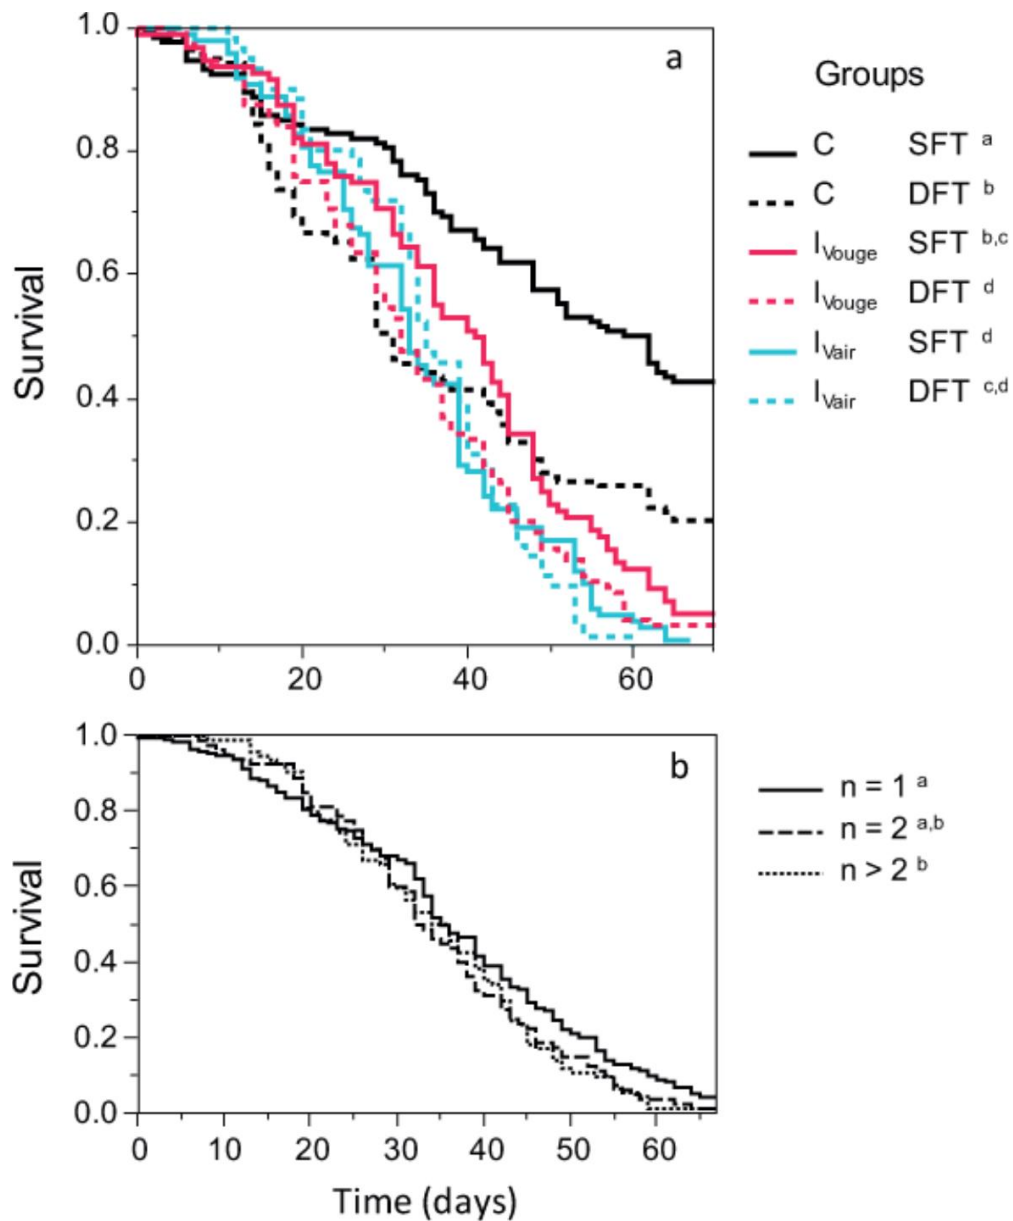 1.0
0.8
0.6
0.4
0.2
0.0
Survival
a
0 20 40 60
Groups
C SFT a
C DFT b
IVouge SFT b,c
IVouge DFT d
IVair SFT d
IVair DFT c,d
1.0
0.8
0.6
0.4
0.2
0.0
Survival
b
0 10 20 30 40 50 60
Time (days)
n = 1 a
n = 2 a,b
n > 2 b